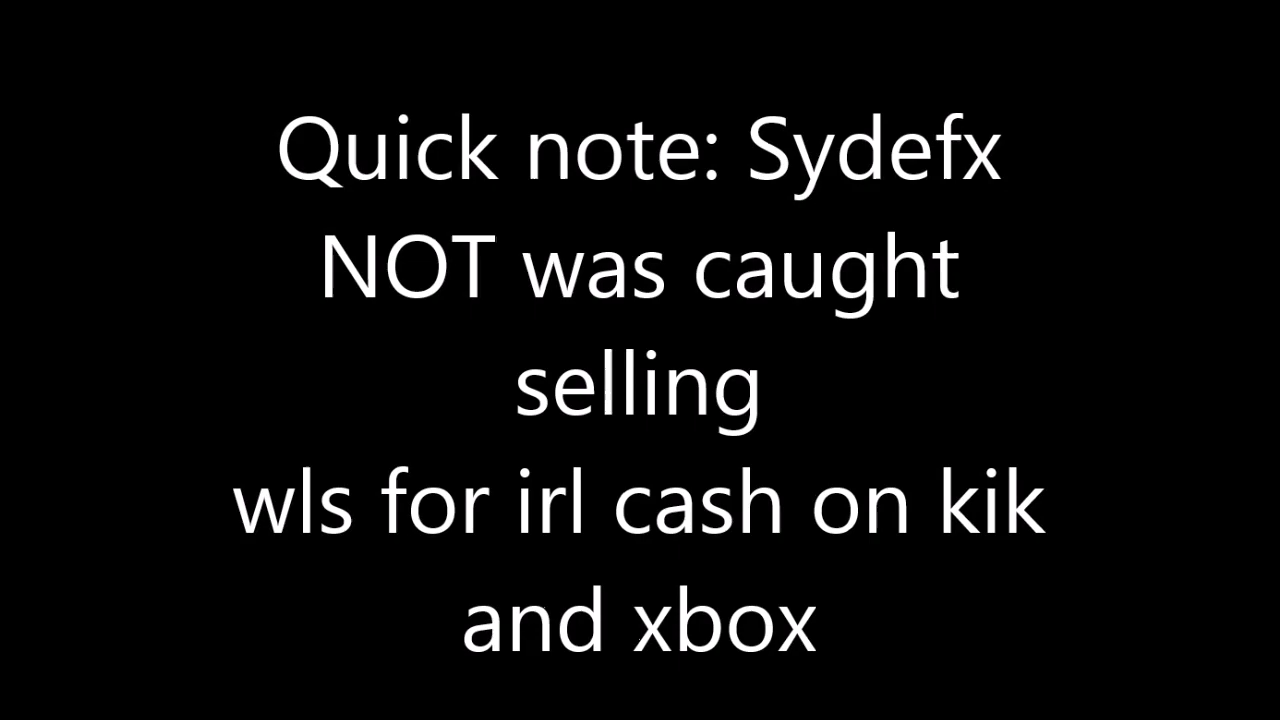 Quick note: Sydefx
NOT was caught
selling
wls for irl cash on kik
and xbox